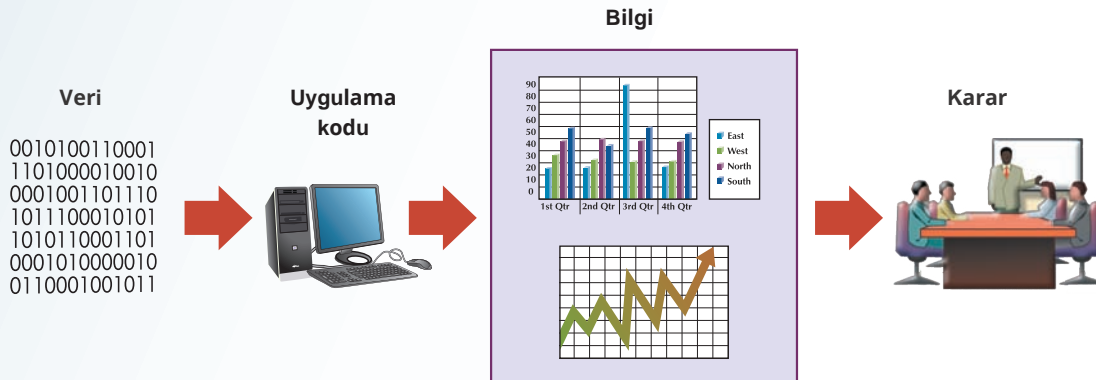 Bilgi
Veri
Uygulama
kodu
Karar
0010100110001
1101000010010
0001001101110
1011100010101
1010110001101
0001010000010
0110001001011
90
80
70
60
50
40
30
20
10
0
1st Qtr 2nd Qtr 3rd Qtr 4th Qtr
East
West
North
South